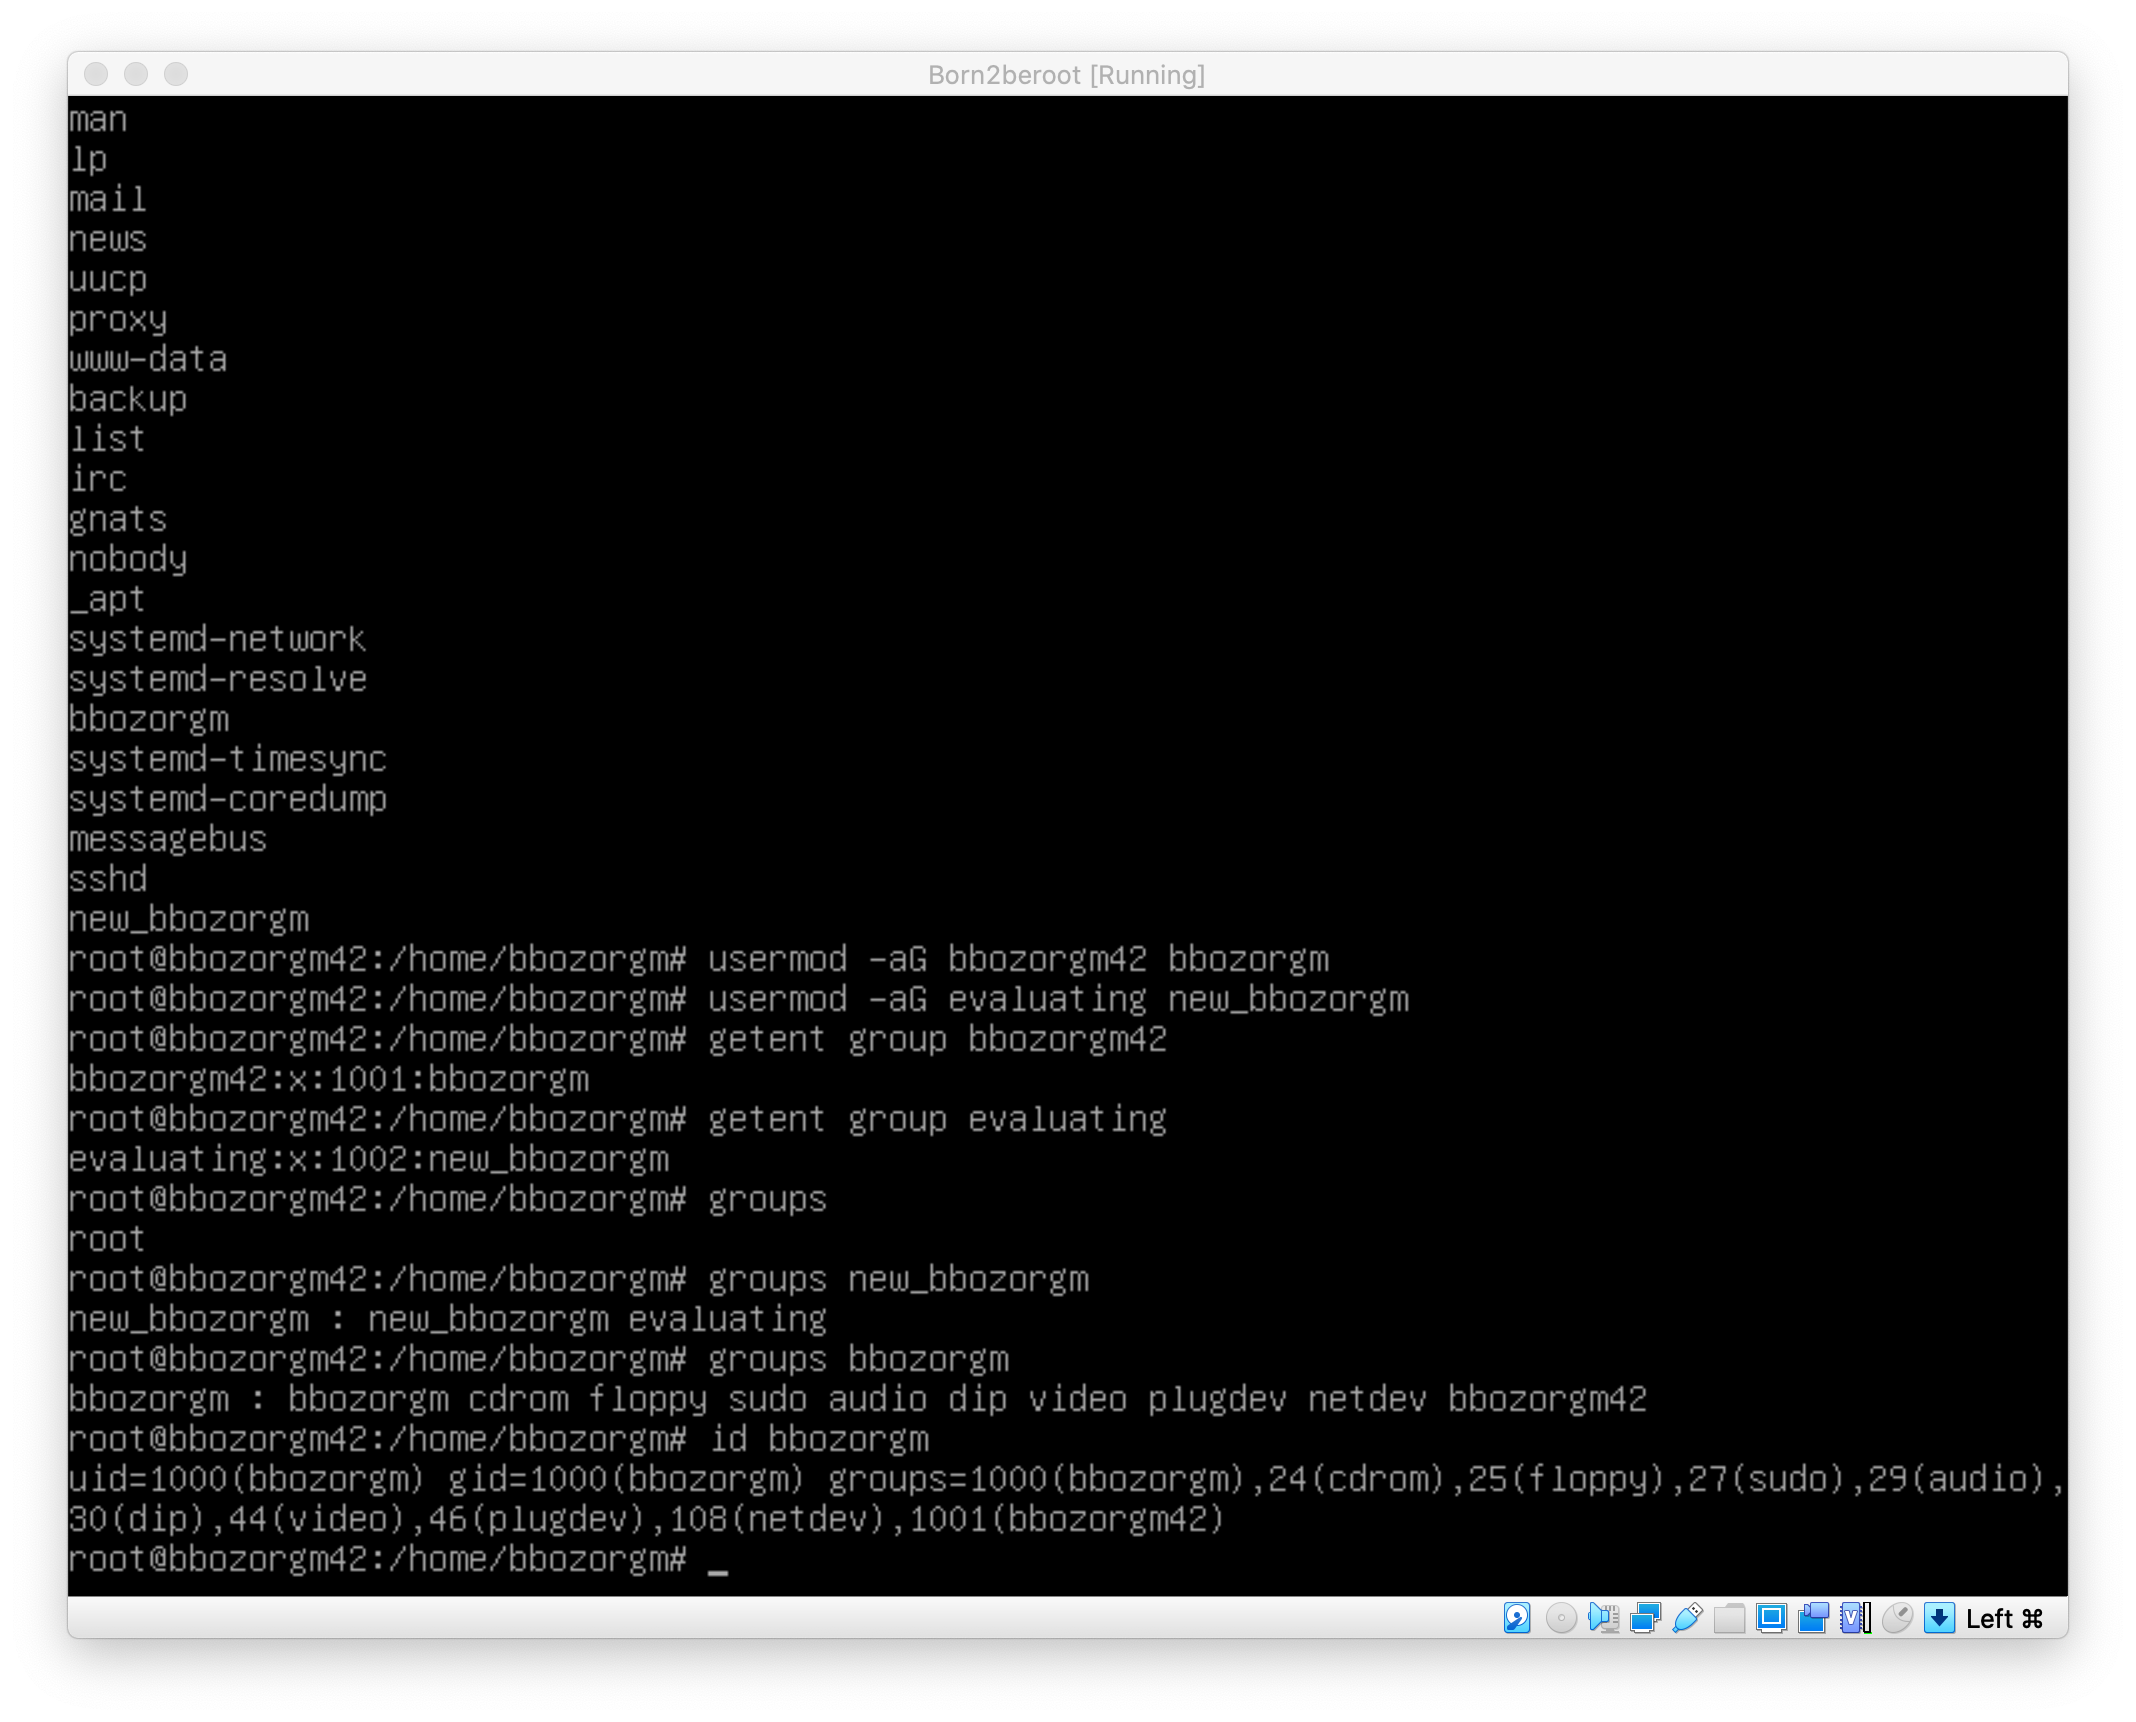 Born2beroot [Running]
man
lp
mail
news
uucp
proxy
www-data
backup
list
irc
gnats
nobody
_apt
systemd-network
systemd-resolve
bbozorgm
systemd-timesync
systemd-coredump
messagebus
sshd
new_bbozorgm
root@bbozorgm42:/home/bbozorgm# usermod -aG bbozorgm42 bbozorgm
root@bbozorgm42:/home/bbozorgm# usermod -aG evaluating new_bbozorgm
root@bbozorgm42:/home/bbozorgm# getent group bbozorgm42
bbozorgm42:x:1001:bbozorgm
root@bbozorgm42:/home/bbozorgm# getent group evaluating
evaluating:x:1002:new_bbozorgm
root@bbozorgm42:/home/bbozorgm# groups
root
root@bbozorgm42:/home/bbozorgm# groups new_bbozorgm
new_bbozorgm : new_bbozorgm evaluating
root@bbozorgm42:/home/bbozorgm# groups bbozorgm
bbozorgm : bbozorgm cdrom floppy sudo audio dip video plugdev netdev bbozorgm42
root@bbozorgm42:/home/bbozorgm# id bbozorgm
uid=1000(bbozorgm) gid=1000(bbozorgm) groups=1000(bbozorgm),24(cdrom),25(floppy),27(sudo),29(audio),
30(dip),44(video),46(plugdev),108(netdev),1001(bbozorgm42)
root@bbozorgm42:/home/bbozorgm# _
Left ⌘